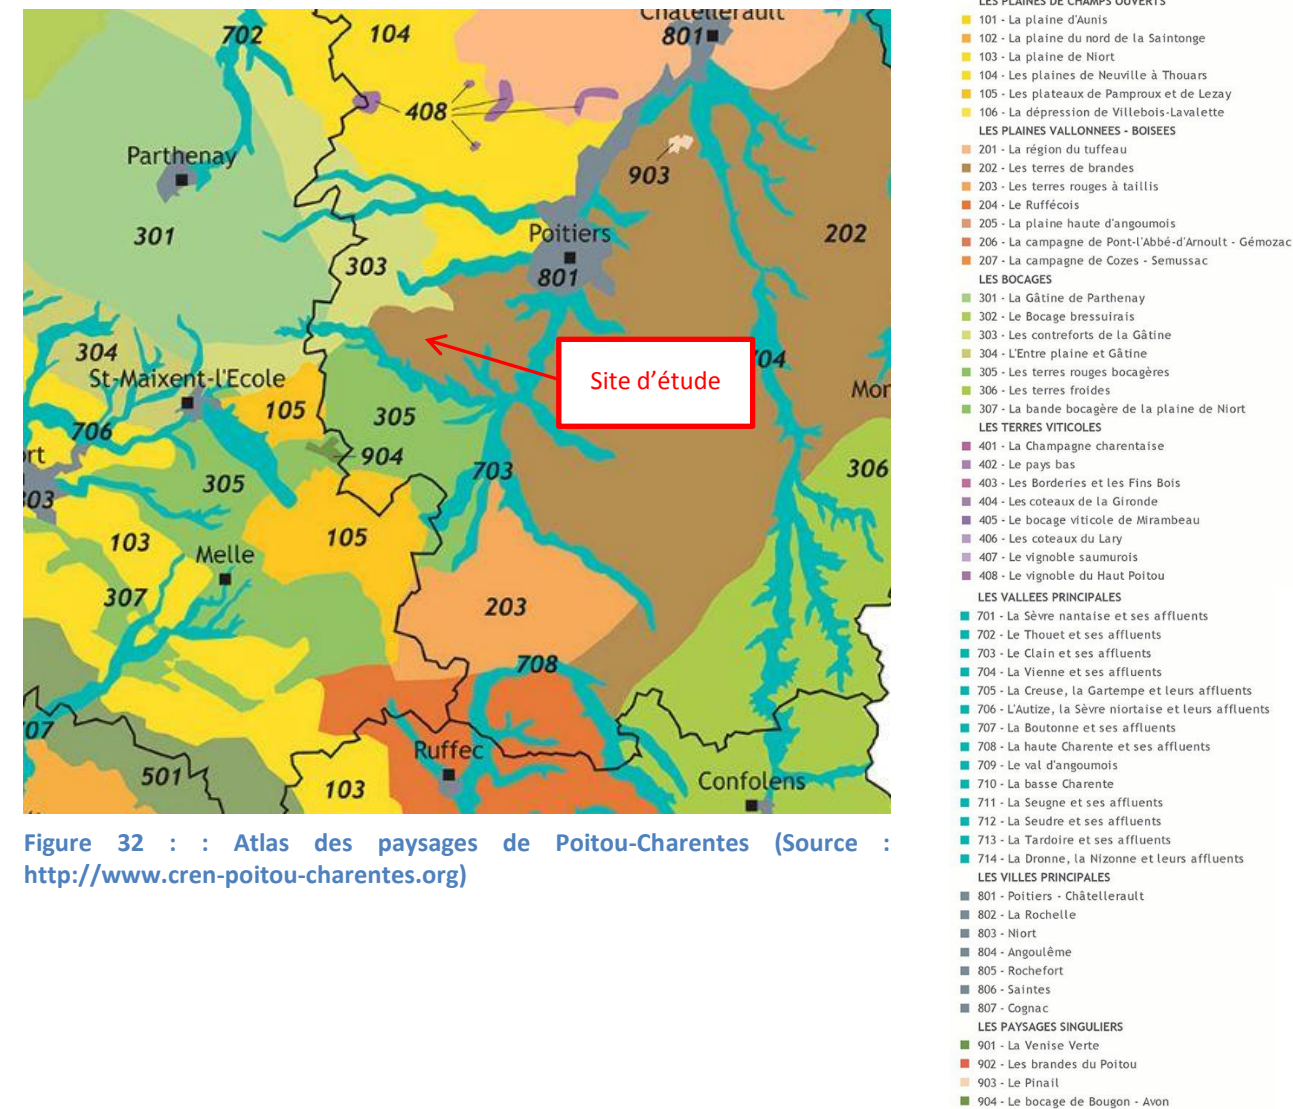 Châtellerault
702
104
801
408
Parthenay
903
301
Poitiers
202
303
801
304
Site d'étude
704
St-Maixent-l'Ecole
Mor
105
305
706
904
rt
306
305
703
803
103
105
Melle
307
203
708
707
Ruffec
501
103
Confolens
Figure 32 : : Atlas des paysages de Poitou-Charentes (Source :
http://www.cren-poitou-charentes.org)
LES PLAINES DE CHAMPS OUVERTS
101 - La plaine d'Aunis
102 - La plaine du nord de la Saintonge
103 - La plaine de Niort
104 - Les plaines de Neuville à Thouars
105 - Les plateaux de Pamproux et de Lezay
106 - La dépression de Villebois-Lavalette
LES PLAINES VALLONNEES - BOISEES
201 - La région du tuffeau
202 - Les terres de brandes
203 - Les terres rouges à taillis
204 - Le Ruffécois
205 - La plaine haute d'angoumois
206 - La campagne de Pont-l'Abbé-d'Arnoult - Gémozac
207 - La campagne de Cozes - Semussac
LES BOCAGES
301 - La Gâtine de Parthenay
302 - Le Bocage bressuirais
303 - Les contreforts de la Gâtine
304 - L'Entre plaine et Gâtine
305 - Les terres rouges bocagères
306 - Les terres froides
307 - La bande bocagère de la plaine de Niort
LES TERRES VITICOLES
401 - La Champagne charentaise
402 - Le pays bas
403 - Les Borderies et les Fins Bois
404 - Les coteaux de la Gironde
405 - Le bocage viticole de Mirambeau
406 - Les coteaux du Lary
407 - Le vignoble saumurois
408 - Le vignoble du Haut Poitou
LES VALLEES PRINCIPALES
701 - La Sèvre nantaise et ses affluents
702 - Le Thouet et ses affluents
703 - Le Clain et ses affluents
704 - La Vienne et ses affluents
705 - La Creuse, la Gartempe et leurs affluents
706 - L'Autize, la Sèvre niortaise et leurs affluents
707 - La Boutonne et ses affluents
708 - La haute Charente et ses affluents
709 - Le val d'angoumois
710 - La basse Charente
711 - La Seugne et ses affluents
712 - La Seudre et ses affluents
713 - La Tardoire et ses affluents
714 - La Dronne, la Nizonne et leurs affluents
LES VILLES PRINCIPALES
801 - Poitiers - Châtellerault
802 - La Rochelle
803 - Niort
804 - Angoulême
805 - Rochefort
806 - Saintes
807 - Cognac
LES PAYSAGES SINGULIERS
901 - La Venise Verte
902 - Les brandes du Poitou
903 - Le Pinail
904 - Le bocage de Bougon - Avon